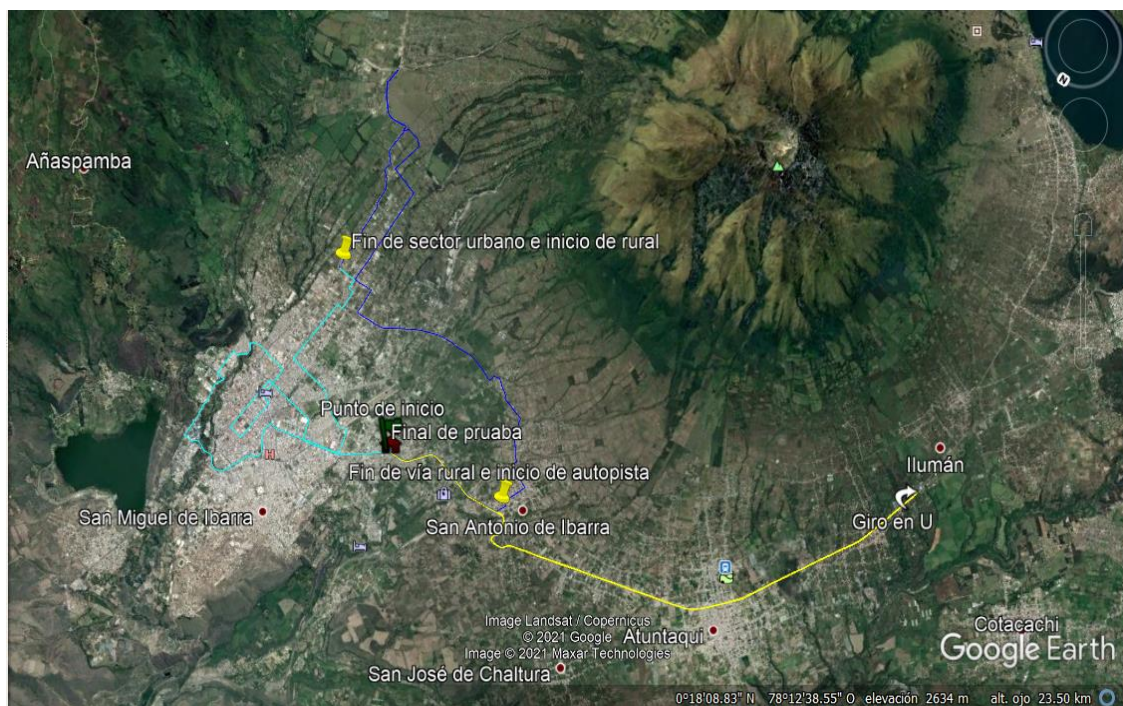 N
Añaspamba
Fin de sector urbano e inicio de rural
Punto de inicio
Final de pruaba
Fin de vía rural e inicio de autopista
H
Ilumán
San Miguel de Ibarra
San Antonio de Ibarra
Giro en U
Image Landsat / Copernicus
© 2021 Google
Image © 2021 Maxar Technologies
Atuntaqui
Cotacachi
Google Earth
San José de Chaltura
0°18'08.83" N 78°12'38.55" O elevación 2634 m alt. ojo 23.50 km